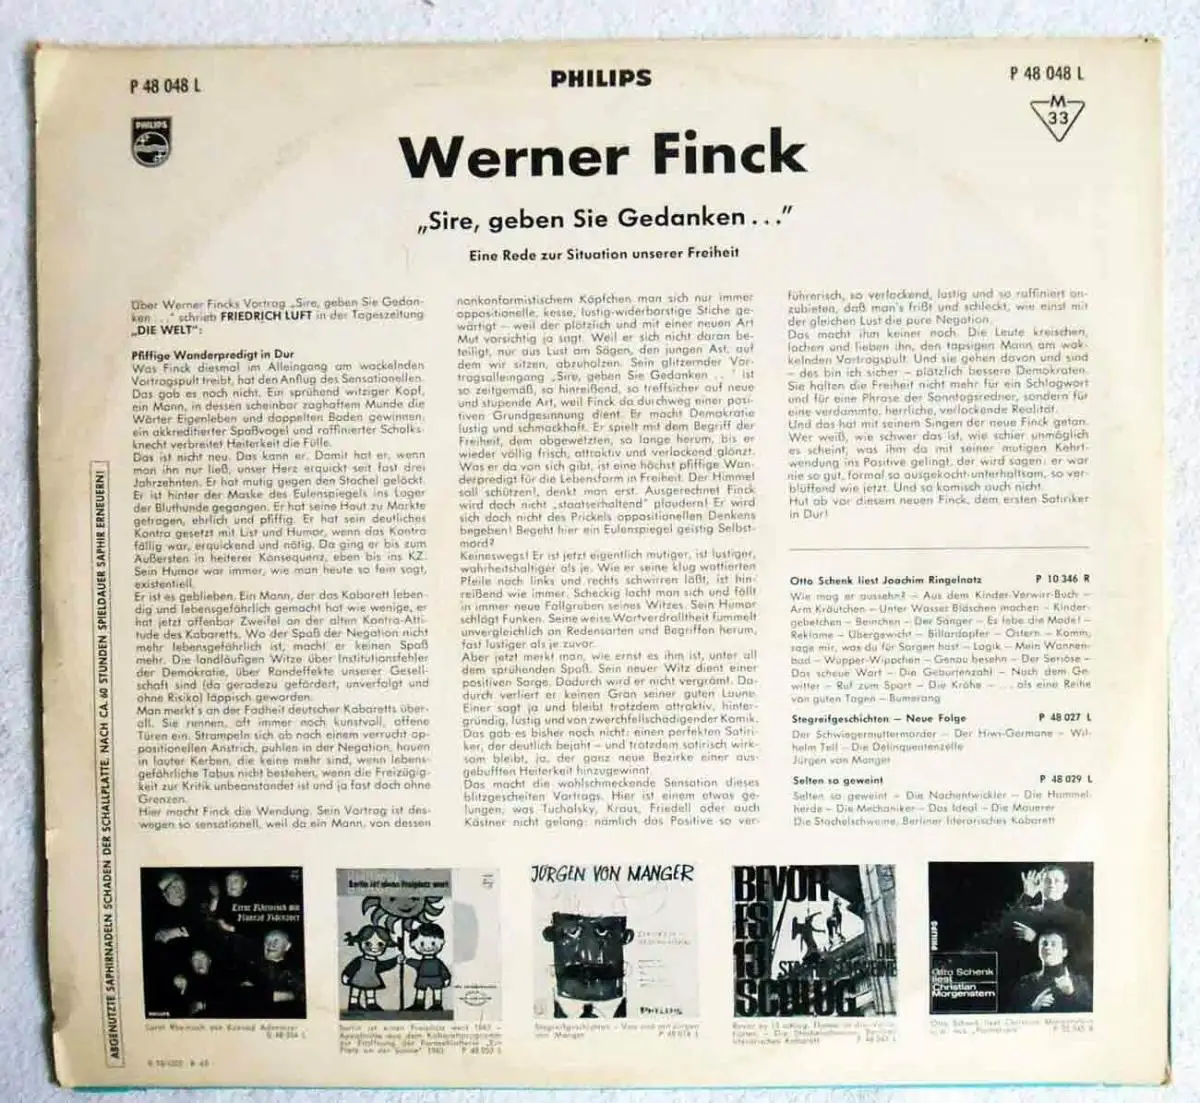 P 48 048 L
PHILIPS
P 48 048 L
M
33
PHILIPS
Werner Finck
„Sire, geben Sie Gedanken . . .”
Eine Rede zur Situation unserer Freiheit
Über Werner Fincks Vortrag „Sire, geben Sie Gedan-
ken . . .“ schrieb FRIEDRICH LUFT in der Tageszeitung
„DIE WELT“:
Pfiffige Wanderpredigt in Dur
Was Finck diesmal im Alleingang am wackelnden
Vortragspult treibt, hat den Anflug des Sensationellen.
Das gab es noch nicht. Ein sprühend witziger Kopf,
ein Mann, in dessen scheinbar zaghaftem Munde die
Wörter Eigenleben und doppelten Boden gewinnen,
ein akkreditierter Spaßvogel und raffinierter Schalks-
knecht verbreitet Heiterkeit die Fülle.
Das ist nicht neu. Das kann er. Damit hat er, wenn
man ihn nur ließ, unser Herz erquickt seit fast drei
Jahrzehnten. Er hat mutig gegen den Stachel gelöckt.
Er ist hinter der Maske des Eulenspiegels ins Lager
der Bluthunde gegangen. Er hat seine Haut zu Markte
getragen, ehrlich und pfiffig. Er hat sein deutliches
Kontra gesetzt mit List und Humor, wenn das Kontra
fällig war, erquickend und nötig. Da ging er bis zum
Äußersten in heiterer Konsequenz, eben bis ins KZ.
Sein Humor war immer, wie man heute so fein sagt,
existentiell.
Er ist es geblieben. Ein Mann, der das Kabarett leben-
dig und lebensgefährlich gemacht hat wie wenige, er
hat jetzt offenbar Zweifel an der alten Kontra-Atti-
tude des Kabaretts. Wo der Spaß der Negation nicht
mehr lebensgefährlich ist, macht er keinen Spaß
mehr. Die landläufigen Witze über Institutionsfehler
der Demokratie, über Randeffekte unserer Gesell-
schaft sind (da geradezu gefördert, unverfolgt und
ohne Risiko) läppisch geworden.
Man merkt's an der Fadheit deutscher Kabaretts über-
all. Sie rennen, oft immer noch kunstvoll, offene
Türen ein. Strampeln sich ab nach einem verrucht op-
positionellen Anstrich, puhlen in der Negation, hauen
in lauter Kerben, die keine mehr sind, wenn lebens-
gefährliche Tabus nicht bestehen, wenn die Freizügig-
keit zur Kritik unbeanstandet ist und ja fast doch ohne
Grenzen.
Hier macht Finck die Wendung. Sein Vortrag ist des-
wegen so sensationell, weil da ein Mann, von dessen
nonkonformistischem Köpfchen man sich nur immer
oppositionelle, kesse, lustig-widerborstige Stiche ge-
wärtigt – weil der plötzlich und mit einer neuen Art
Mut vorsichtig ja sagt. Weil er sich nicht daran be-
teiligt, nur aus Lust am Sägen, den jungen Ast, auf
dem wir sitzen, abzuholzen. Sein glitzernder Vor-
tragsalleingang „Sire, geben Sie Gedanken . . .“ ist
so zeitgemäß, so hinreißend, so treffsicher auf neue
und stupende Art, weil Finck da durchweg einer posi-
tiven Grundgesinnung dient. Er macht Demokratie
lustig und schmackhaft. Er spielt mit dem Begriff der
Freiheit, dem abgewetzten, so lange herum, bis er
wieder völlig frisch, attraktiv und verlockend glänzt.
Was er da von sich gibt, ist eine höchst pfiffige Wan-
derpredigt für die Lebensform in Freiheit. Der Himmel
soll schützen!, denkt man erst. Ausgerechnet Finck
wird doch nicht „staatserhaltend“ plaudern! Er wird
sich doch nicht des Prickels oppositionellen Denkens
begeben! Begeht hier ein Eulenspiegel geistig Selbst-
mord?
Keineswegs! Er ist jetzt eigentlich mutiger, ist lustiger,
wahrheitshaltiger als je. Wie er seine klug wattierten
Pfeile nach links und rechts schwirren läßt, ist hin-
reißend wie immer. Scheckig lacht man sich und fällt
in immer neue Fallgruben seines Witzes. Sein Humor
schlägt Funken. Seine weise Wortverdralltheit fummelt
unvergleichlich an Redensarten und Begriffen herum,
fast lustiger als je zuvor.
Aber jetzt merkt man, wie ernst es ihm ist, unter all
dem sprühenden Spaß. Sein neuer Witz dient einer
positiven Sorge. Dadurch wird er nicht vergrämt. Da-
durch verliert er keinen Gran seiner guten Laune.
Einer sagt ja und bleibt trotzdem attraktiv, hinter-
gründig, lustig und von zwerchfellschädigender Komik.
Das gab es bisher noch nicht: einen perfekten Satiri-
ker, der deutlich bejaht – und trotzdem satirisch wirk-
sam bleibt, ja, der ganz neue Bezirke einer aus-
gebufften Heiterkeit hinzugewinnt.
Das macht die wohlschmeckende Sensation dieses
blitzgescheiten Vortrags. Hier ist einem etwas ge-
lungen, was Tucholsky, Kraus, Friedell oder auch
Kästner nicht gelang: nämlich das Positive so ver-
führerisch, so verlockend, lustig und so raffiniert an-
zubieten, daß man's frißt und schleckt, wie einst mit
der gleichen Lust die pure Negation.
Das macht ihm keiner noch. Die Leute kreischen,
lachen und lieben ihn, den tapsigen Mann am wak-
kelnden Vortragspult. Und sie gehen davon und sind
– des bin ich sicher – plötzlich bessere Demokraten.
Sie halten die Freiheit nicht mehr für ein Schlagwort
und für eine Phrase der Sonntagsredner, sondern für
eine verdammte, herrliche, verlockende Realität.
Und das hat mit seinem Singen der neue Finck getan.
Wer weiß, wie schwer das ist, wie schier unmöglich
es scheint, was ihm da mit seiner mutigen Kehrt-
wendung ins Positive gelingt, der wird sagen: er war
nie so gut, formal so ausgekocht-unterhaltsam, so ver-
blüffend wie jetzt. Und so komisch auch nicht.
Hut ab vor diesem neuen Finck, dem ersten Satiriker
in Dur!
Otto Schenk liest Joachim Ringelnatz P 10 346 R
Wie mag er aussehn? – Aus dem Kinder-Verwirr-Buch –
Arm Kräutchen – Unter Wasser Bläschen machen – Kinder-
gebetchen – Beinchen – Der Sänger – Es lebe die Mode! –
Reklame – Übergewicht – Billardopfer – Ostern – Komm,
sage mir, was du für Sorgen hast – Logik – Mein Wannen-
bad – Wupper-Wippchen – Genau besehn – Der Seriöse –
Das scheue Wort – Die Geburtenzahl – Nach dem Ge-
witter – Ruf zum Sport – Die Krähe – . . . als eine Reihe
von guten Tagen – Bumerang
Stegreifgeschichten – Neue Folge P 48 027 L
Der Schwiegermuttermörder – Der Hiwi-Germane – Wil-
helm Tell – Die Delinquentenzelle
Jürgen von Manger
Selten so geweint P 48 029 L
Selten so geweint – Die Nachentwickler – Die Hammel-
herde – Die Mechaniker – Das Ideal – Die Maurer
Die Stachelschweine, Berliner literarisches Kabarett
ABGENUTZTE SAPHIRNADELN SCHADEN DER SCHALLPLATTE. NACH CA. 60 STUNDEN SPIELDAUER SAPHIR ERNEUERN!
PHILIPS
Berlin ist einen Freiplatz wert
JÜRGEN VON MANGER
PHILIPS
BEVOR
ES
13
SCHLUG
DIE
STACHELSCHWEINE
PHILIPS
Otto Schenk
liest
Christian
Morgenstern
Stegreifgeschichten – Von und mit Jürgen
von Manger